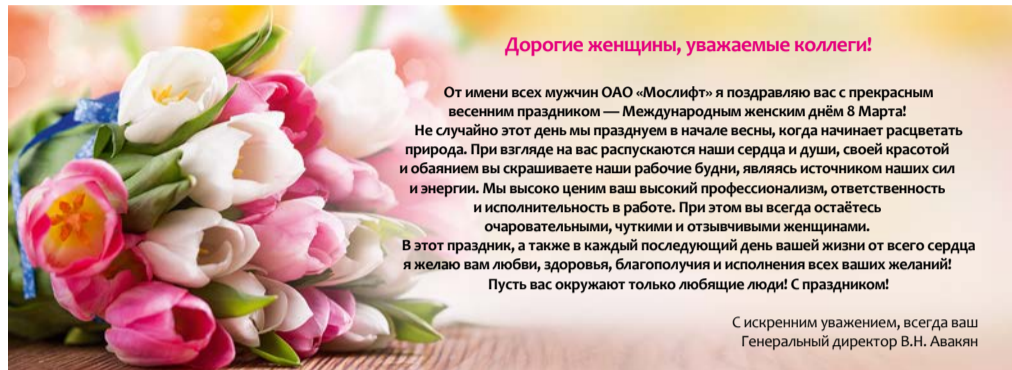 Дорогие женщины, уважаемые коллеги!
От имени всех мужчин ОАО «Мослифт» я поздравляю вас с прекрасным
весенним праздником — Международным женским днём 8 Марта!
Не случайно этот день мы празднуем в начале весны, когда начинает расцветать
природа. При взгляде на вас распускаются наши сердца и души, своей красотой
и обаянием вы скрашиваете наши рабочие будни, являясь источником наших сил
и энергии. Мы высоко ценим ваш высокий профессионализм, ответственность
и исполнительность в работе. При этом вы всегда остаётесь
очаровательными, чуткими и отзывчивыми женщинами.
В этот праздник, а также в каждый последующий день вашей жизни от всего сердца
я желаю вам любви, здоровья, благополучия и исполнения всех ваших желаний!
Пусть вас окружают только любящие люди! С праздником!
С искренним уважением, всегда ваш
Генеральный директор В.Н. Авакян